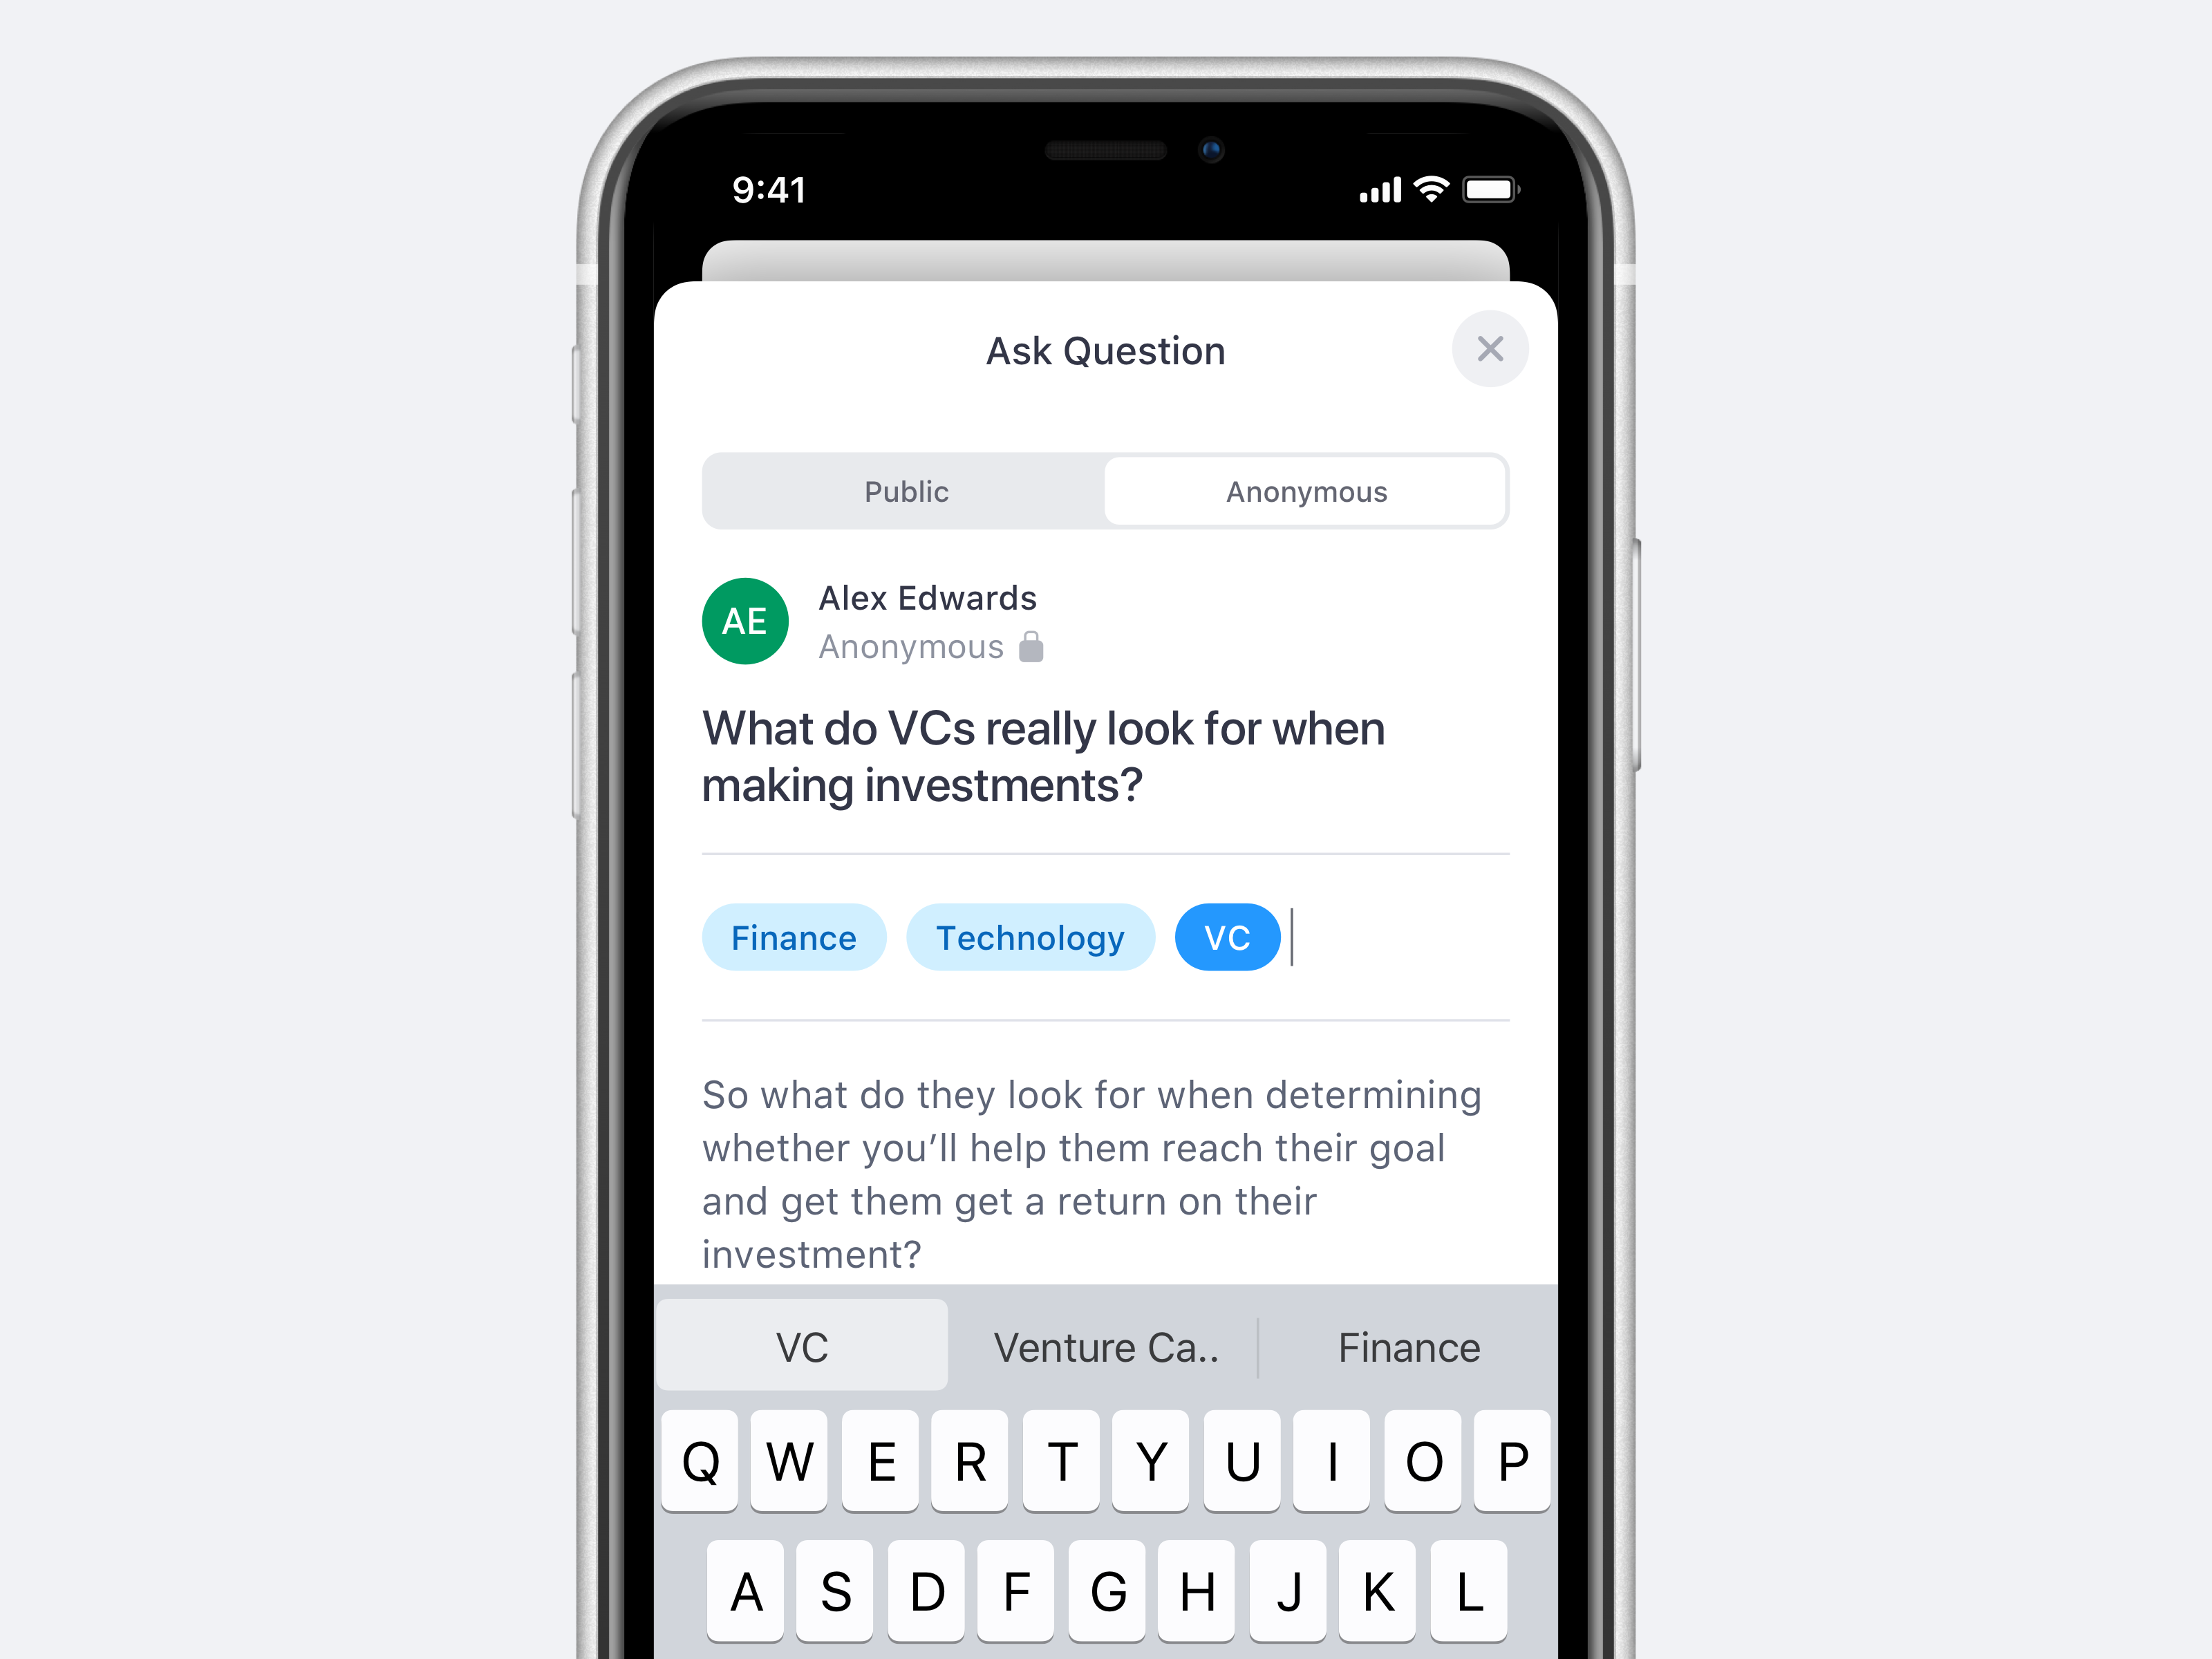 9:41
Ask Question
Public Anonymous
AE
Alex Edwards
Anonymous
What do VCs really look for when
making investments?
Finance Technology VC
So what do they look for when determining
whether you’ll help them reach their goal
and get them get a return on their
investment?
VC Venture Ca.. Finance
Q W E R T Y U I O P
A S D F G H J K L